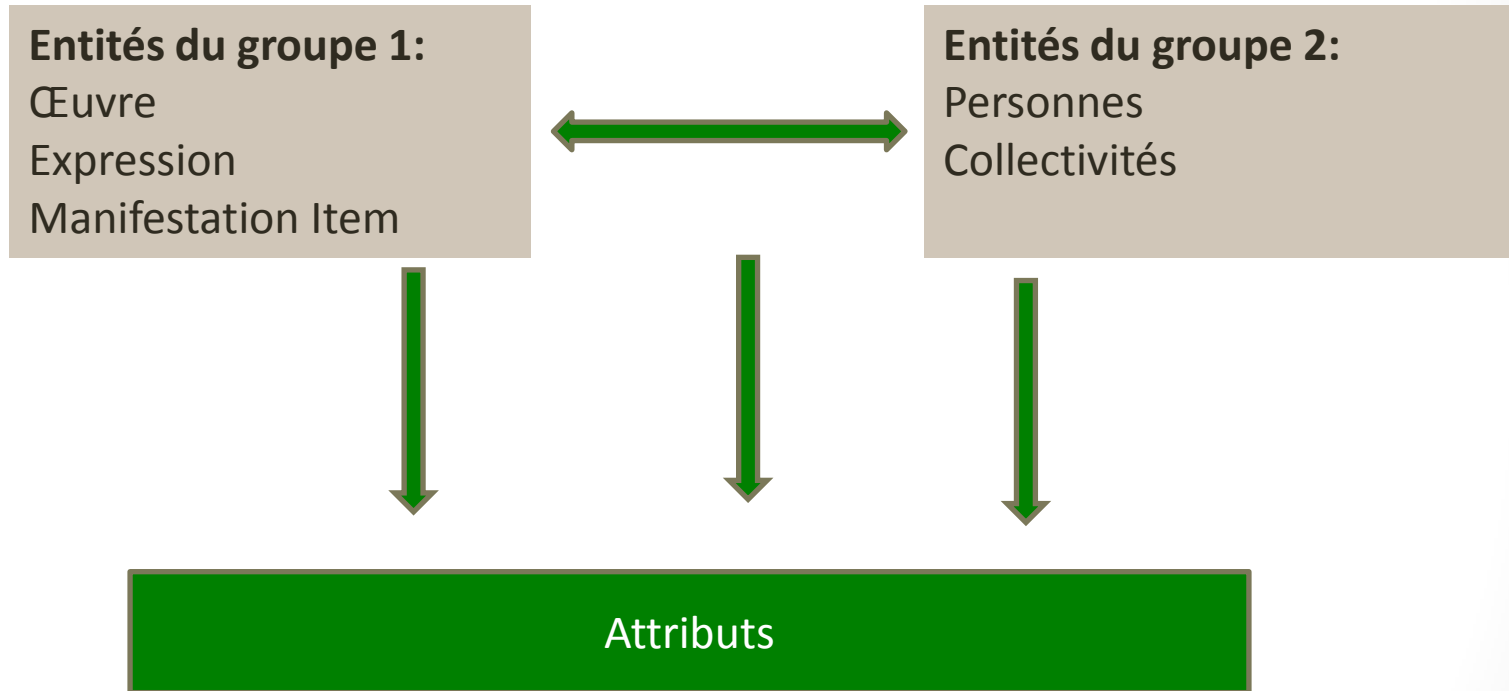 Entités du groupe 1:
Œuvre
Expression
Manifestation Item
Entités du groupe 2:
Personnes
Collectivités
Attributs